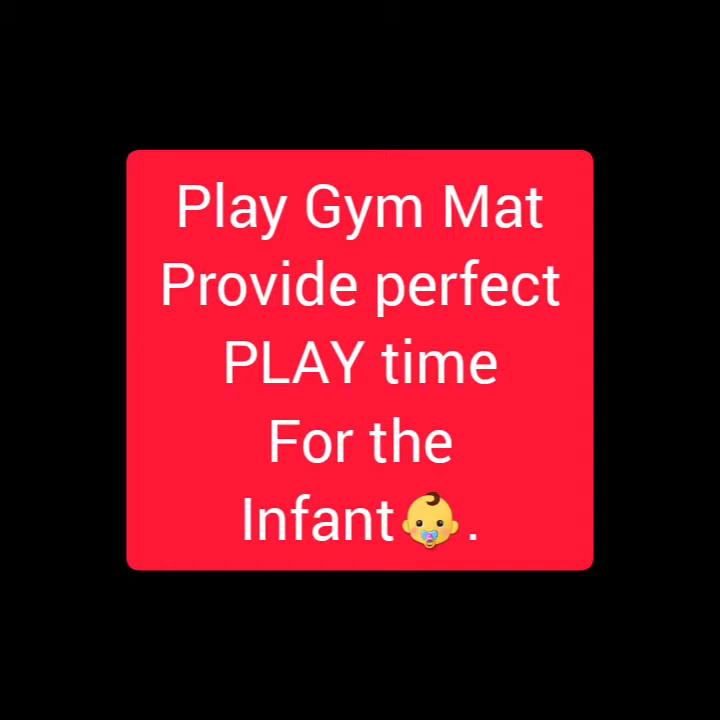 Play Gym Mat
Provide perfect
PLAY time
For the
Infant👶.